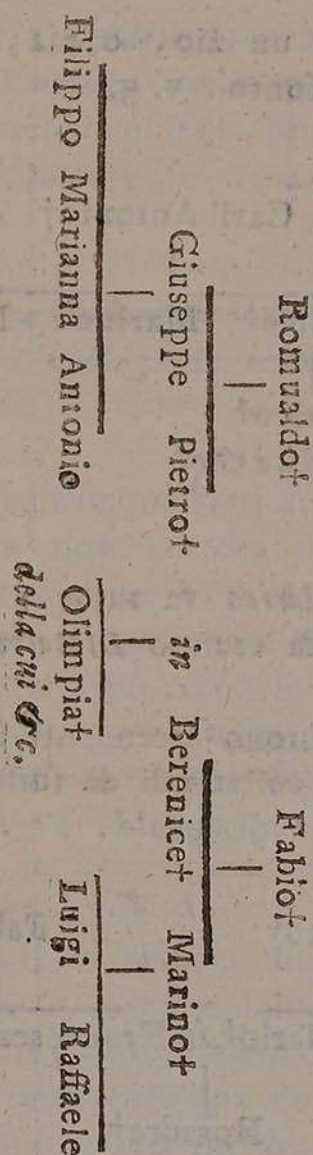 Romualdo† Fabio†
Giuseppe Pietro† in Berenice† Marino†
Filippo Marianna Antonio Olimpia† Luigi Raffaele
della cui &c.